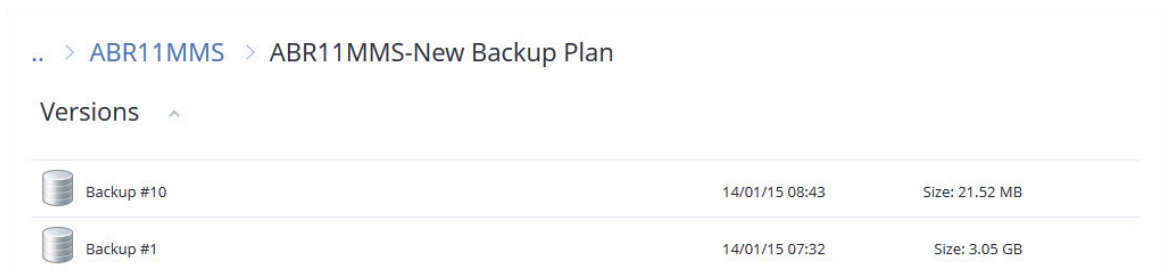 .. > ABR11MMS > ABR11MMS-New Backup Plan
Versions
Backup #10 14/01/15 08:43 Size: 21.52 MB
Backup #1 14/01/15 07:32 Size: 3.05 GB